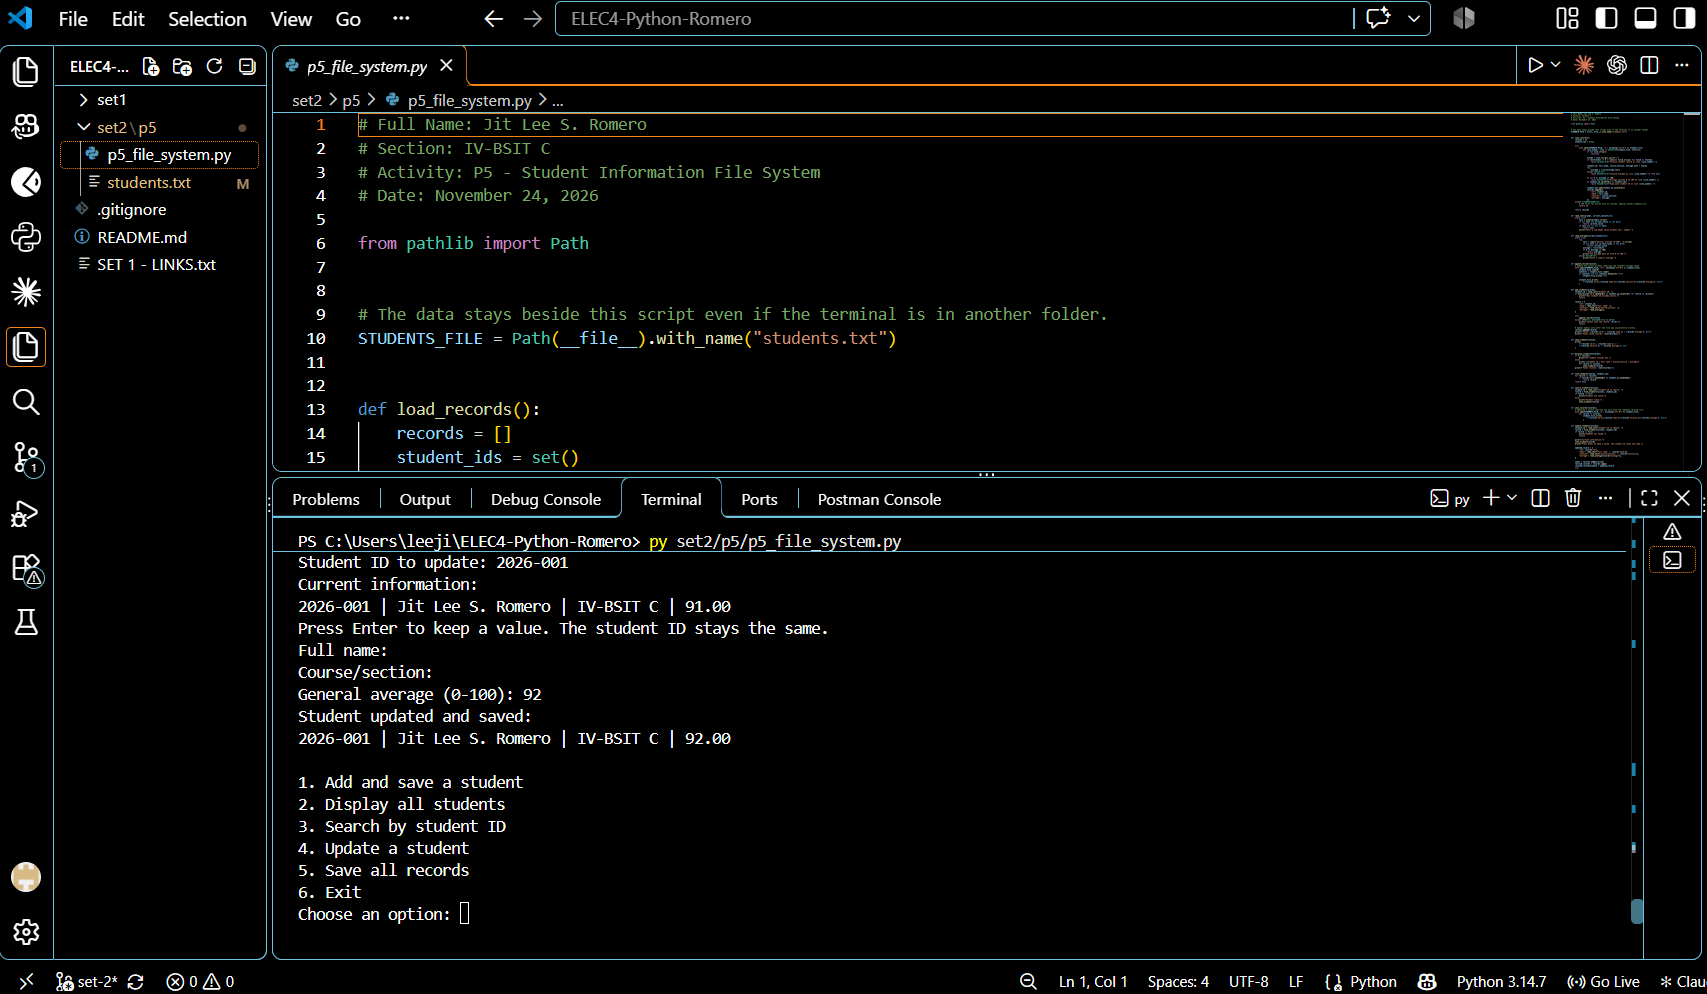 File Edit Selection View Go ...
ELEC4-Python-Romero
ELEC4-...
set1
set2\p5
p5_file_system.py
students.txt M
.gitignore
README.md
SET 1 - LINKS.txt
p5_file_system.py
set2 > p5 > p5_file_system.py > ...
1 # Full Name: Jit Lee S. Romero
2 # Section: IV-BSIT C
3 # Activity: P5 - Student Information File System
4 # Date: November 24, 2026
5
6 from pathlib import Path
7
8
9 # The data stays beside this script even if the terminal is in another folder.
10 STUDENTS_FILE = Path(__file__).with_name("students.txt")
11
12
13 def load_records():
14 records = []
15 student_ids = set()
Problems Output Debug Console Terminal Ports Postman Console
py
PS C:\Users\leeji\ELEC4-Python-Romero> py set2/p5/p5_file_system.py
Student ID to update: 2026-001
Current information:
2026-001 | Jit Lee S. Romero | IV-BSIT C | 91.00
Press Enter to keep a value. The student ID stays the same.
Full name:
Course/section:
General average (0-100): 92
Student updated and saved:
2026-001 | Jit Lee S. Romero | IV-BSIT C | 92.00
1. Add and save a student
2. Display all students
3. Search by student ID
4. Update a student
5. Save all records
6. Exit
Choose an option:
1
set-2* 0 0 Ln 1, Col 1 Spaces: 4 UTF-8 LF Python Python 3.14.7 Go Live Clau